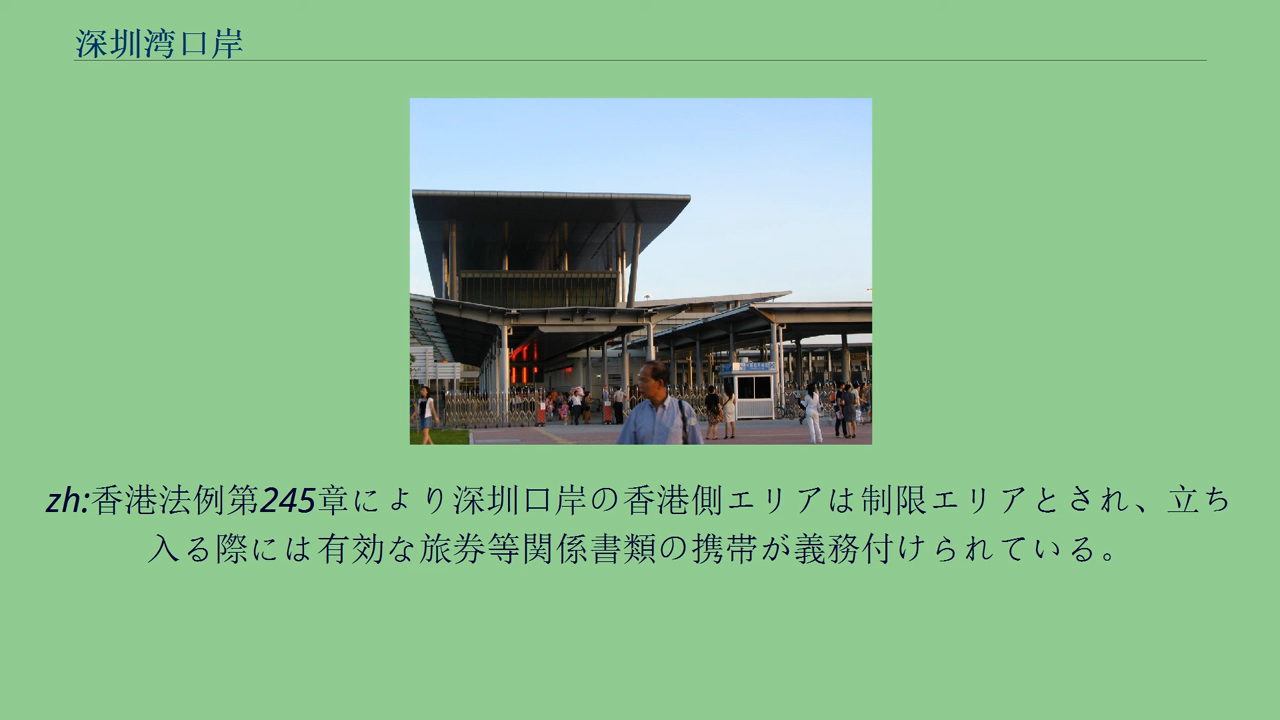 深圳湾口岸
zh:香港法例第245章により深圳口岸の香港側エリアは制限エリアとされ、立ち
入る際には有効な旅券等関係書類の携帯が義務付けられている。